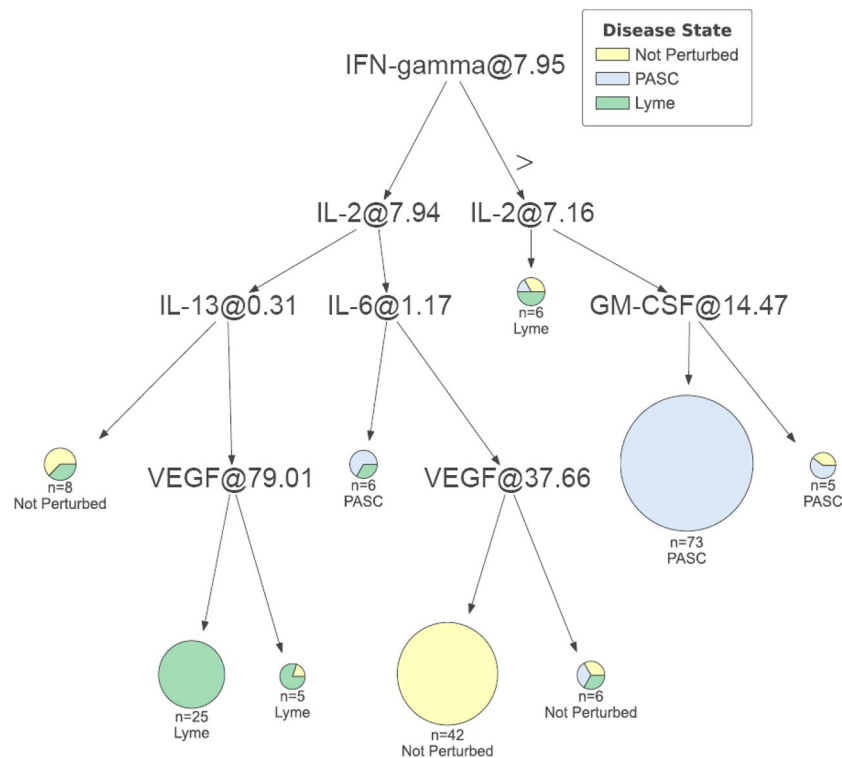 Disease State
Not Perturbed
PASC
Lyme
IFN-gamma@7.95
>
IL-2@7.94
IL-2@7.16
IL-13@0.31
IL-6@1.17
n=6
Lyme
GM-CSF@14.47
n=8
Not Perturbed
VEGF@79.01
n=6
PASC
VEGF@37.66
n=73
PASC
n=5
PASC
n=25
Lyme
n=5
Lyme
n=42
Not Perturbed
n=6
Not Perturbed